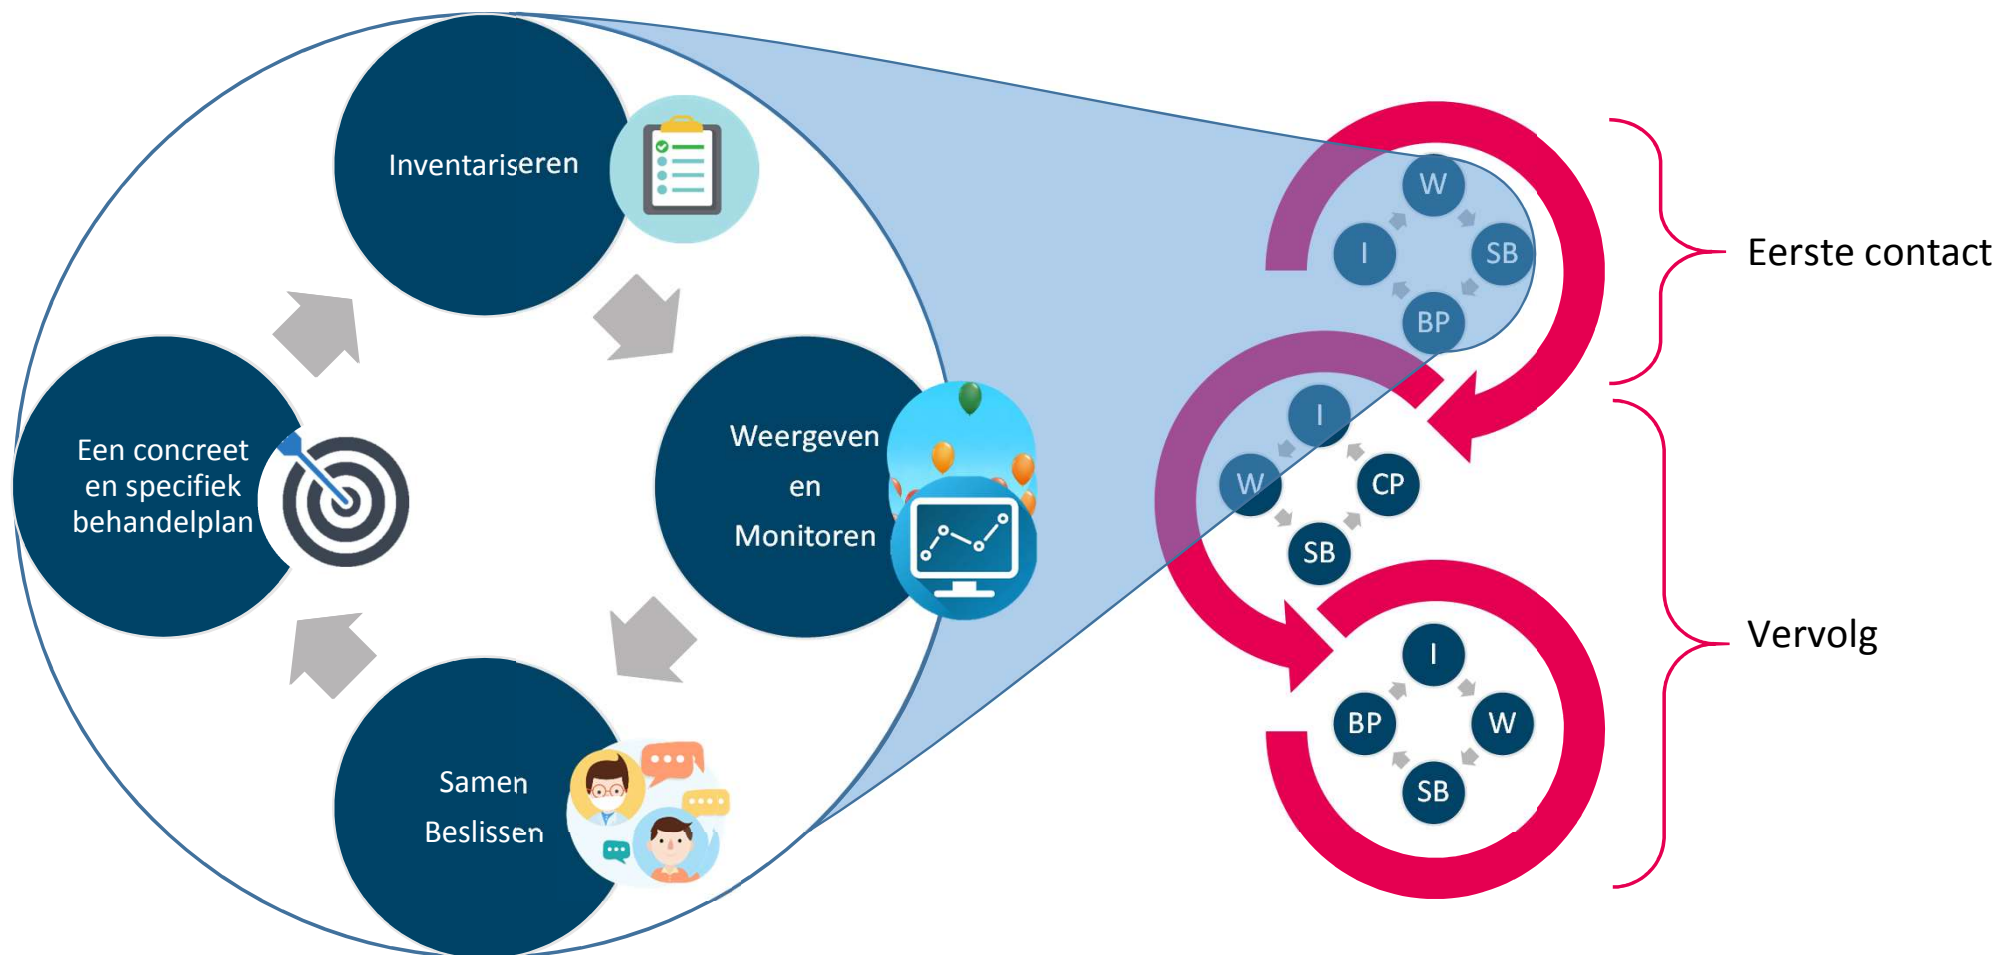 Inventariseren
Weergeven
en
Monitoren
Samen
Beslissen
Een concreet
en specifiek
behandelplan
W
I
SB
BP
Eerste contact
I
W
CP
SB
Vervolg
I
BP
W
SB